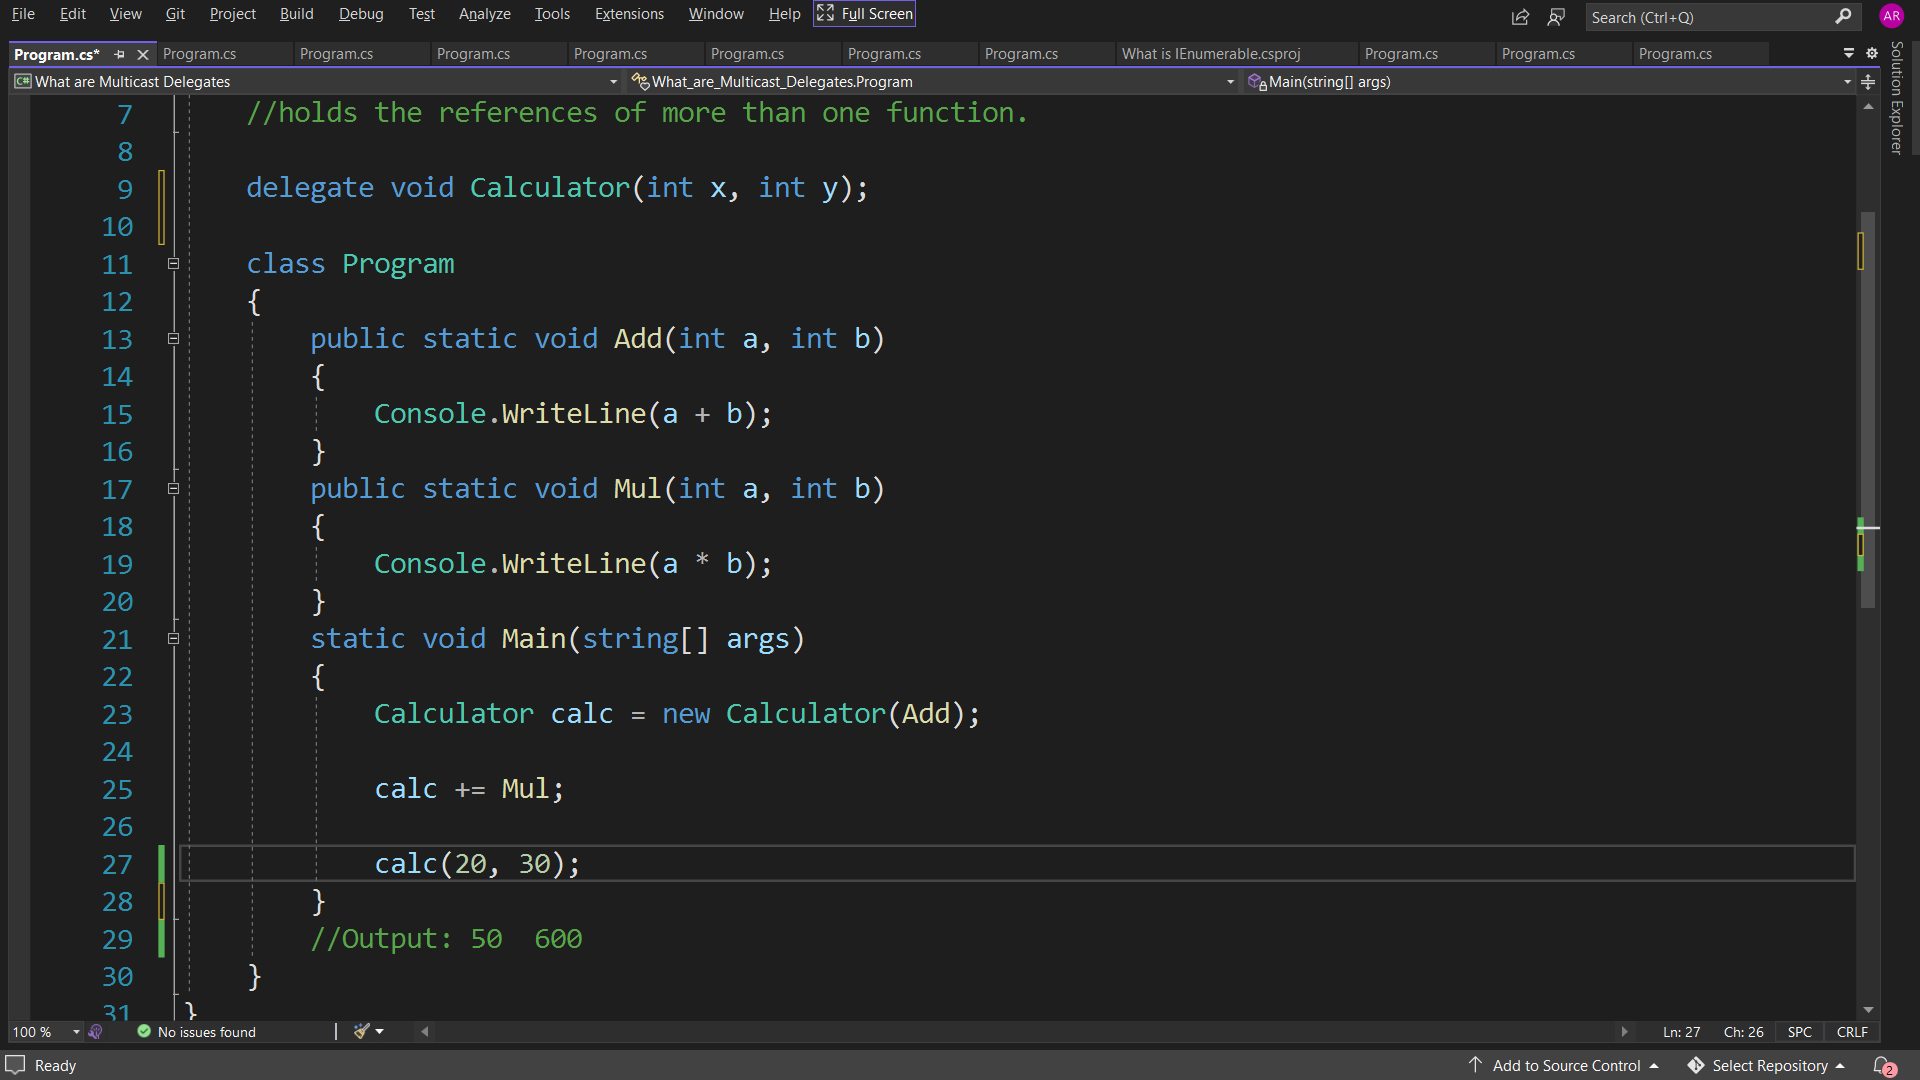 File Edit View Git Project Build Debug Test Analyze Tools Extensions Window Help Full Screen Search (Ctrl+Q) AR
Program.cs* Program.cs Program.cs Program.cs Program.cs Program.cs Program.cs Program.cs What is IEnumerable.csproj Program.cs Program.cs Program.cs
Solution Explorer
C# What are Multicast Delegates What_are_Multicast_Delegates.Program Main(string[] args)
7 //holds the references of more than one function.
8
9 delegate void Calculator(int x, int y);
10
11 class Program
12 {
13 public static void Add(int a, int b)
14 {
15 Console.WriteLine(a + b);
16 }
17 public static void Mul(int a, int b)
18 {
19 Console.WriteLine(a * b);
20 }
21 static void Main(string[] args)
22 {
23 Calculator calc = new Calculator(Add);
24
25 calc += Mul;
26
27 calc(20, 30);
28 }
29 //Output: 50  600
30 }
31 }
100 % No issues found Ln: 27 Ch: 26 SPC CRLF
Ready Add to Source Control Select Repository 2